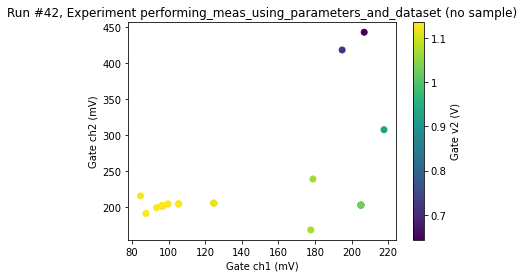 Run #42, Experiment performing_meas_using_parameters_and_dataset (no sample)
450
400
350
300
250
200
Gate ch2 (mV)
80 100 120 140 160 180 200 220
Gate ch1 (mV)
1.1
1
0.9
0.8
0.7
Gate v2 (V)